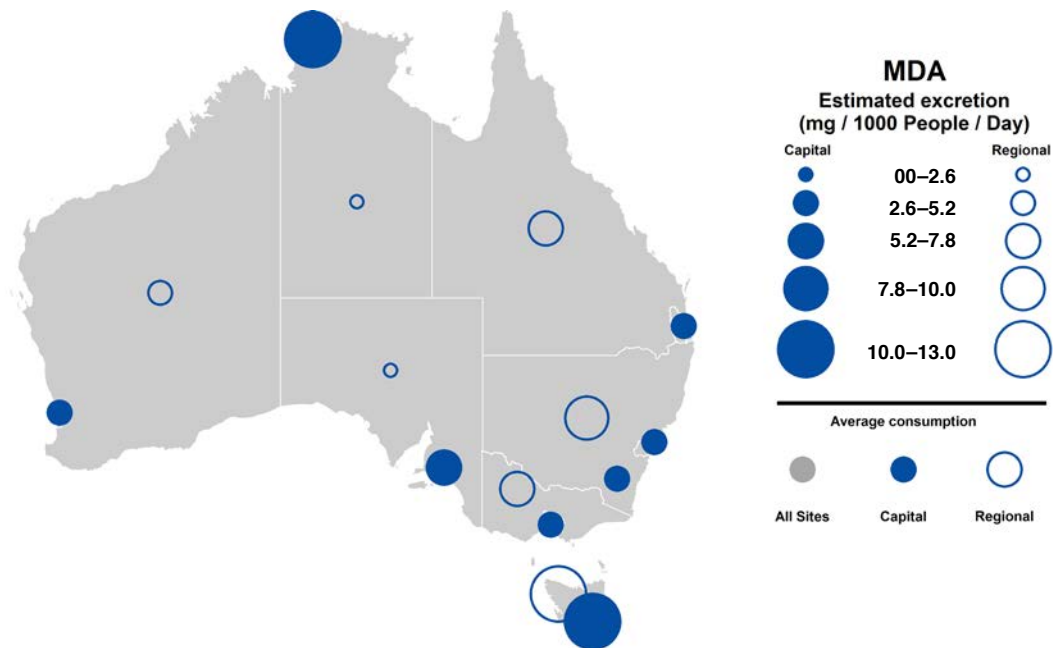 MDA
Estimated excretion
(mg / 1000 People / Day)
Capital Regional
00–2.6
2.6–5.2
5.2–7.8
7.8–10.0
10.0–13.0
Average consumption
All Sites Capital Regional